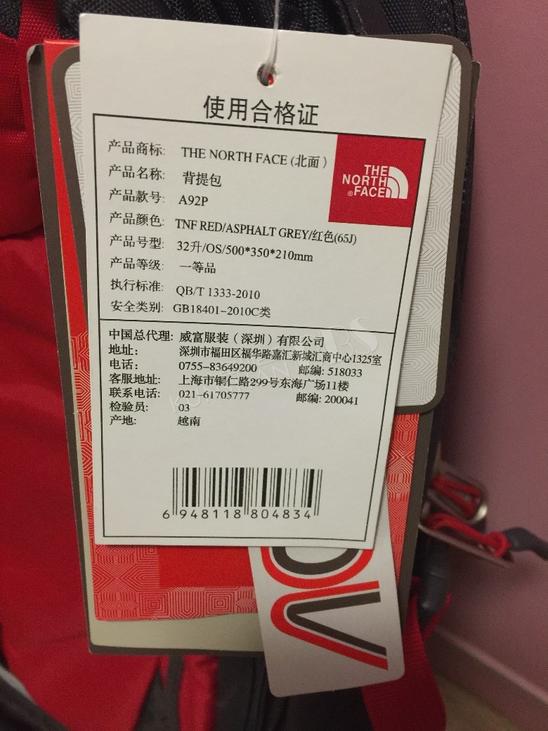 使用合格证
产品商标: THE NORTH FACE (北面)
产品名称: 背提包
产品款号: A92P
产品颜色: TNF RED/ASPHALT GREY/红色(65J)
产品号型: 32升/OS/500*350*210mm
产品等级: 一等品
执行标准: QB/T 1333-2010
安全类别: GB18401-2010C类
THE
NORTH
FACE
中国总代理: 威富服装(深圳)有限公司
地址: 深圳市福田区福华路嘉汇新城汇商中心1325室
电话: 0755-83649200 邮编: 518033
客服地址: 上海市铜仁路299号东海广场11楼
联系电话: 021-61705777 邮编: 200041
检验员: 03
产地: 越南
6 948118 804834